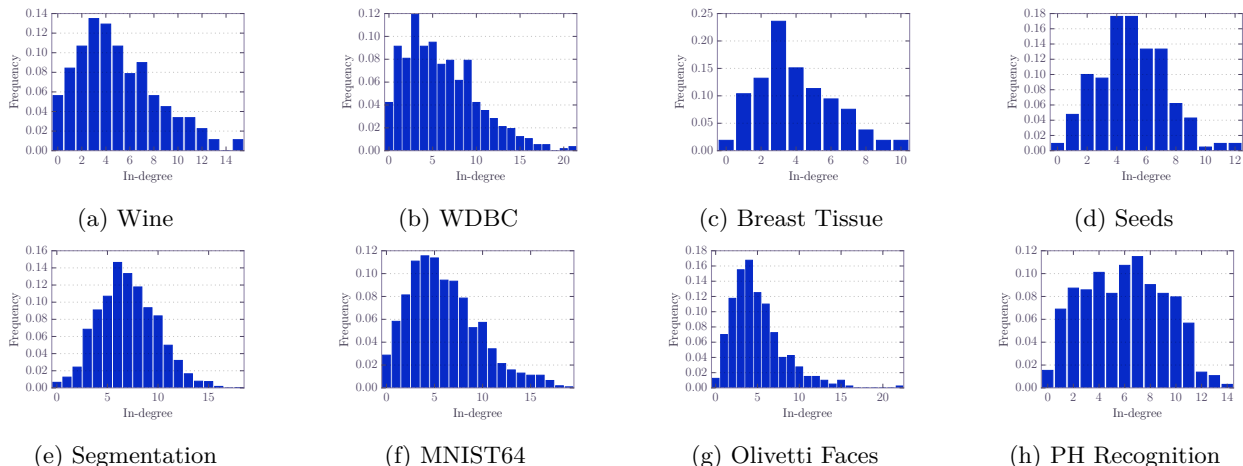 0.14
0.12
0.10
0.08
0.06
0.04
0.02
0.00
Frequency
0 2 4 6 8 10 12 14
In-degree
(a) Wine
0.12
0.10
0.08
0.06
0.04
0.02
0.00
Frequency
0 5 10 15 20
In-degree
(b) WDBC
0.25
0.20
0.15
0.10
0.05
0.00
Frequency
0 2 4 6 8 10
In-degree
(c) Breast Tissue
0.18
0.16
0.14
0.12
0.10
0.08
0.06
0.04
0.02
0.00
Frequency
0 2 4 6 8 10 12
In-degree
(d) Seeds
0.16
0.14
0.12
0.10
0.08
0.06
0.04
0.02
0.00
Frequency
0 5 10 15
In-degree
(e) Segmentation
0.12
0.10
0.08
0.06
0.04
0.02
0.00
Frequency
0 5 10 15
In-degree
(f) MNIST64
0.18
0.16
0.14
0.12
0.10
0.08
0.06
0.04
0.02
0.00
Frequency
0 5 10 15 20
In-degree
(g) Olivetti Faces
0.12
0.10
0.08
0.06
0.04
0.02
0.00
Frequency
0 2 4 6 8 10 12 14
In-degree
(h) PH Recognition